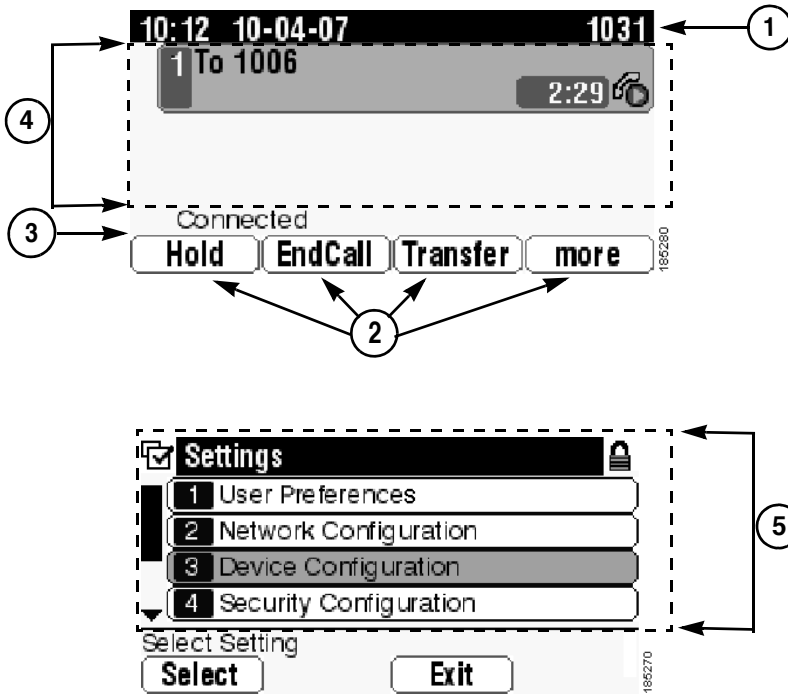 10:12 10-04-07 1031
1
1 To 1006
2:29
4
Connected
3
Hold EndCall Transfer more
185280
2
Settings
1 User Preferences
2 Network Configuration
3 Device Configuration
4 Security Configuration
5
Select Setting
Select Exit
185270